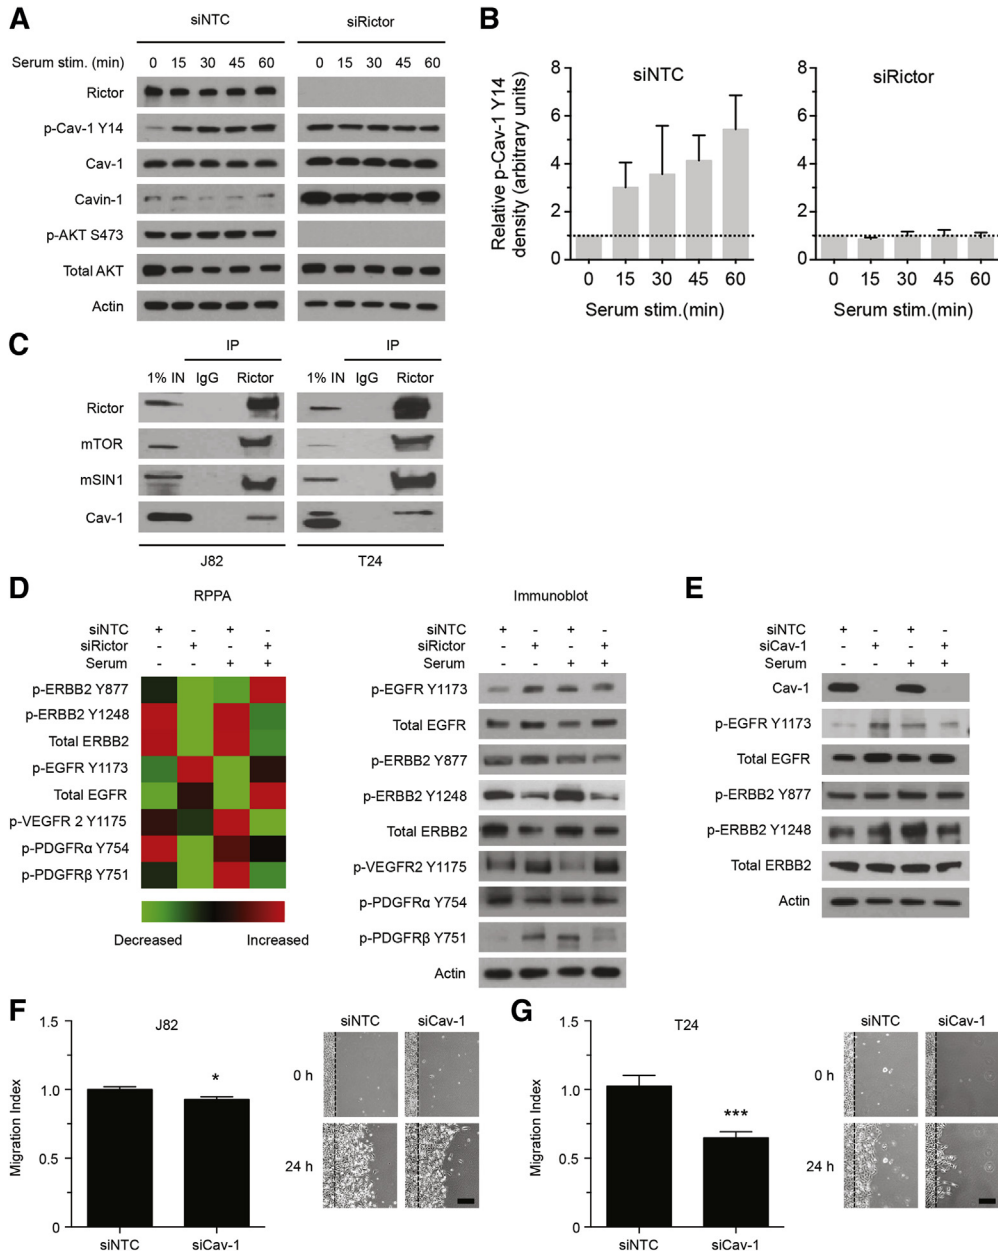 A
siNTC
siRictor
Serum stim. (min)
0 15 30 45 60
0 15 30 45 60
Rictor
p-Cav-1 Y14
Cav-1
Cavin-1
p-AKT S473
Total AKT
Actin
B
Relative p-Cav-1 Y14
density (arbitrary units)
siNTC
8
6
4
2
0
0 15 30 45 60
Serum stim.(min)
siRictor
8
6
4
2
0
0 15 30 45 60
Serum stim.(min)
C
IP
IP
1% IN IgG Rictor
1% IN IgG Rictor
Rictor
mTOR
mSIN1
Cav-1
J82
T24
D
RPPA
siNTC + - + -
siRictor - + - +
Serum - - + +
p-ERBB2 Y877
p-ERBB2 Y1248
Total ERBB2
p-EGFR Y1173
Total EGFR
p-VEGFR 2 Y1175
p-PDGFRα Y754
p-PDGFRβ Y751
Decreased
Increased
Immunoblot
siNTC + - + -
siRictor - + - +
Serum - - + +
p-EGFR Y1173
Total EGFR
p-ERBB2 Y877
p-ERBB2 Y1248
Total ERBB2
p-VEGFR2 Y1175
p-PDGFRα Y754
p-PDGFRβ Y751
Actin
E
siNTC + - + -
siCav-1 - + - +
Serum - - + +
Cav-1
p-EGFR Y1173
Total EGFR
p-ERBB2 Y877
p-ERBB2 Y1248
Total ERBB2
Actin
F
J82
Migration Index
1.5
1.0
0.5
0
*
siNTC
siCav-1
siNTC
siCav-1
0 h
24 h
G
T24
Migration Index
1.5
1.0
0.5
0
***
siNTC
siCav-1
siNTC
siCav-1
0 h
24 h